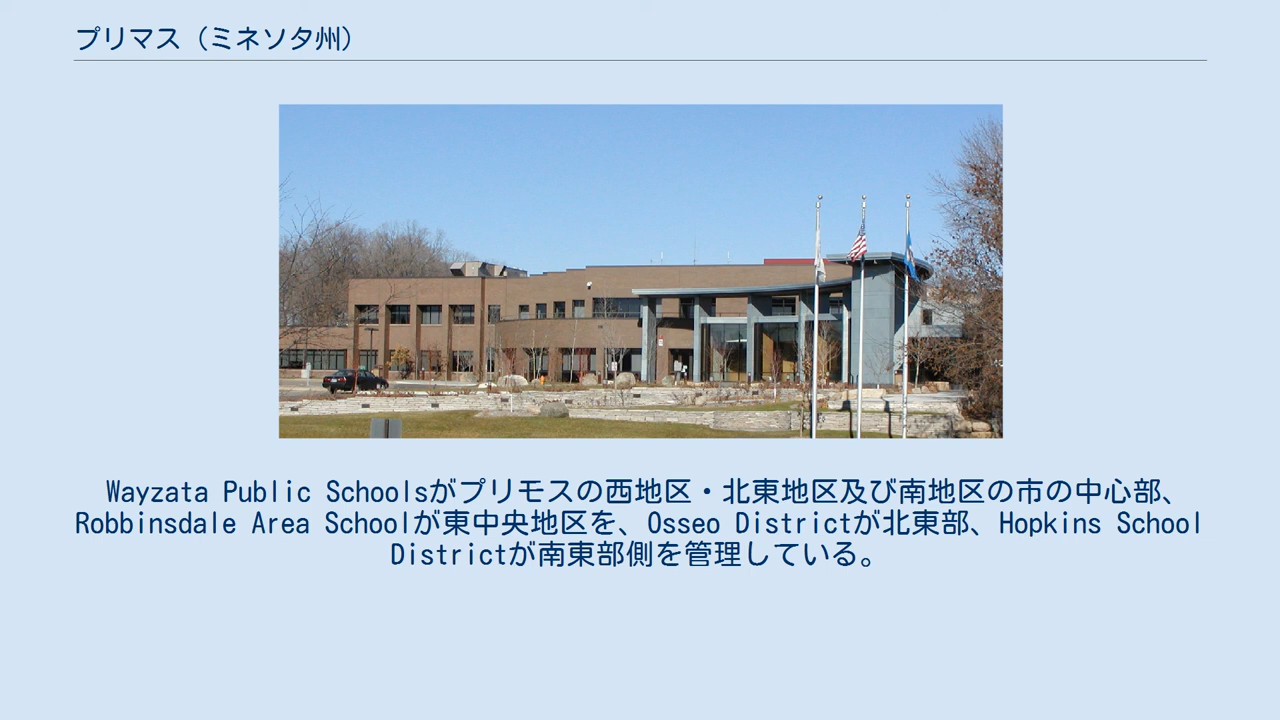 プリマス（ミネソタ州）
Wayzata Public Schoolsがプリモスの西地区・北東地区及び南地区の市の中心部、
Robbinsdale Area Schoolが東中央地区を、Osseo Districtが北東部、Hopkins School
Districtが南東部側を管理している。